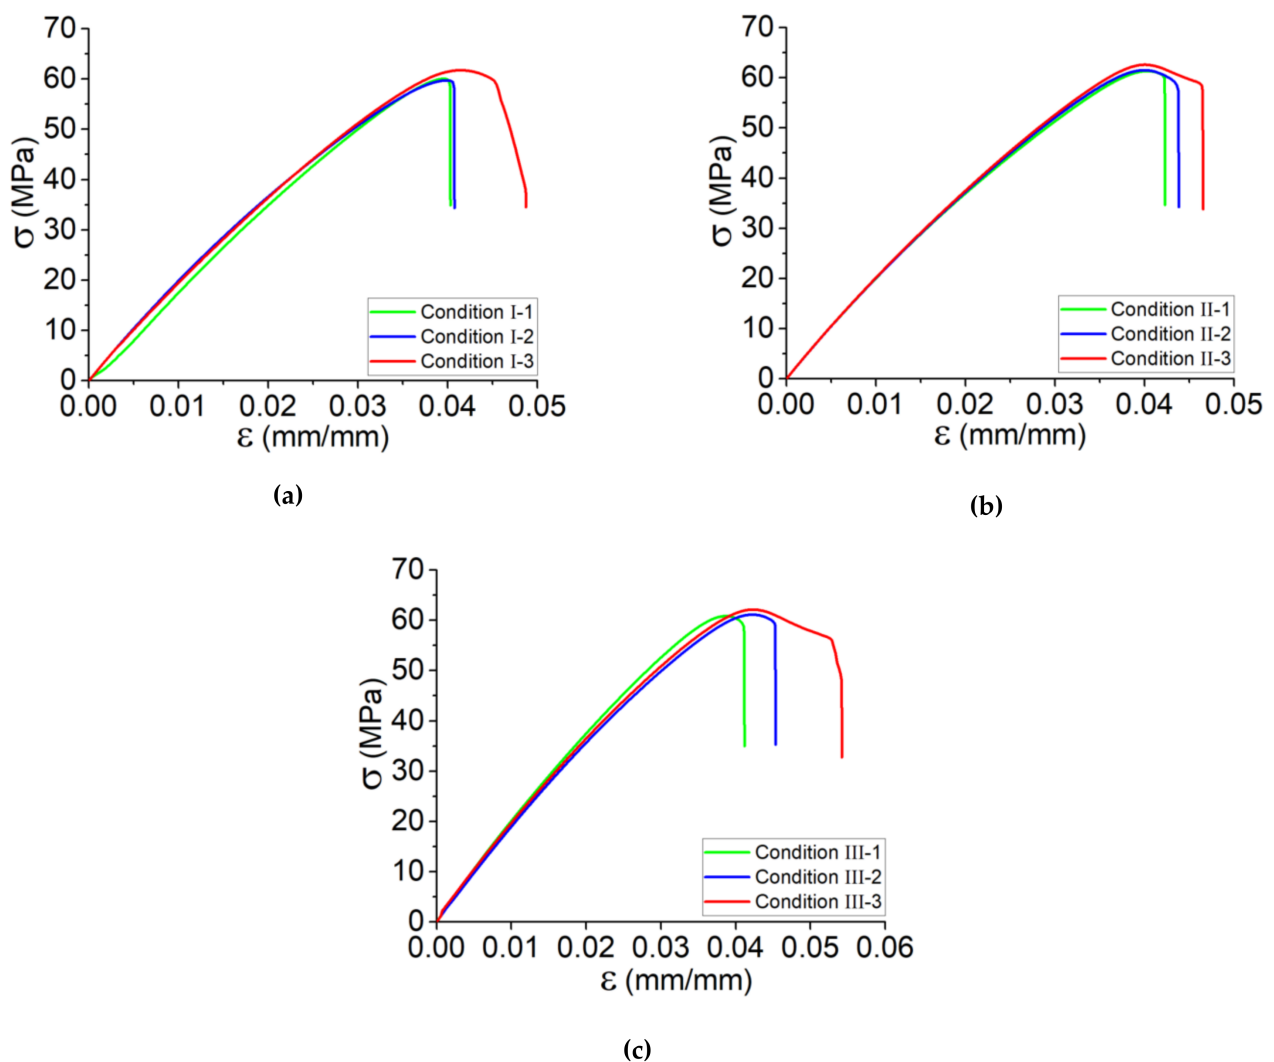 70
60
50
40
30
20
10
0
σ (MPa)
Condition I-1
Condition I-2
Condition I-3
0.00 0.01 0.02 0.03 0.04 0.05
ε (mm/mm)
(a)
70
60
50
40
30
20
10
0
σ (MPa)
Condition II-1
Condition II-2
Condition II-3
0.00 0.01 0.02 0.03 0.04 0.05
ε (mm/mm)
(b)
70
60
50
40
30
20
10
0
σ (MPa)
Condition III-1
Condition III-2
Condition III-3
0.00 0.01 0.02 0.03 0.04 0.05 0.06
ε (mm/mm)
(c)